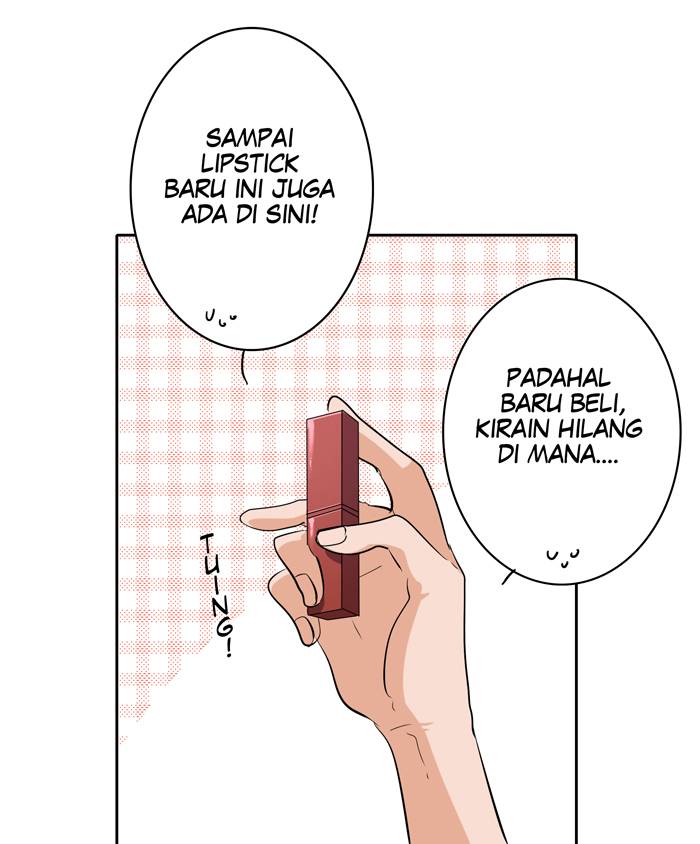 SAMPAI
LIPSTICK
BARU INI JUGA
ADA DI SINI!
PADAHAL
BARU BELI,
KIRAIN HILANG
DI MANA....
TUING!